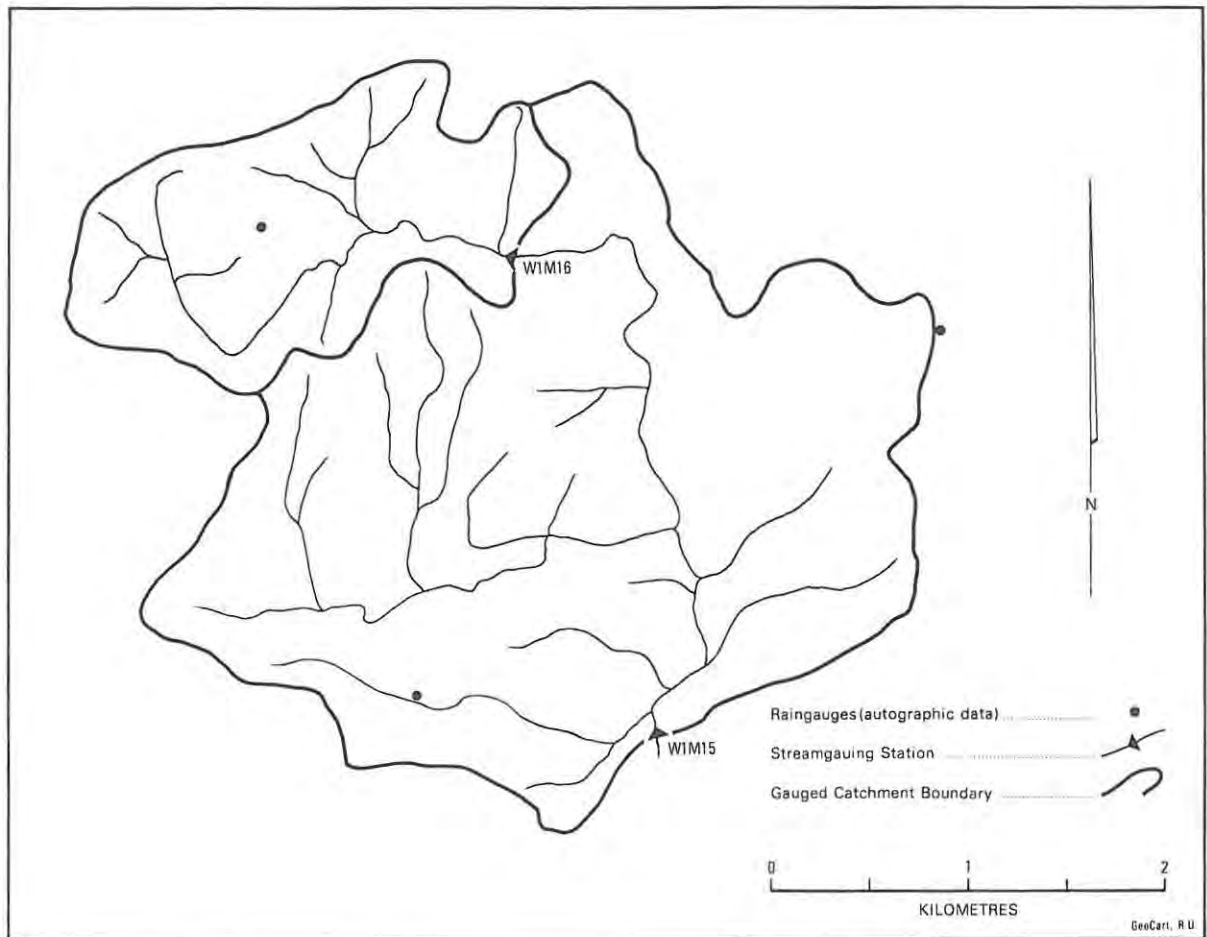 W1M16
N
W1M15
Raingauges (autographic data)
Streamgauing Station
Gauged Catchment Boundary
0 1 2
KILOMETRES
GeoCart, R.U.